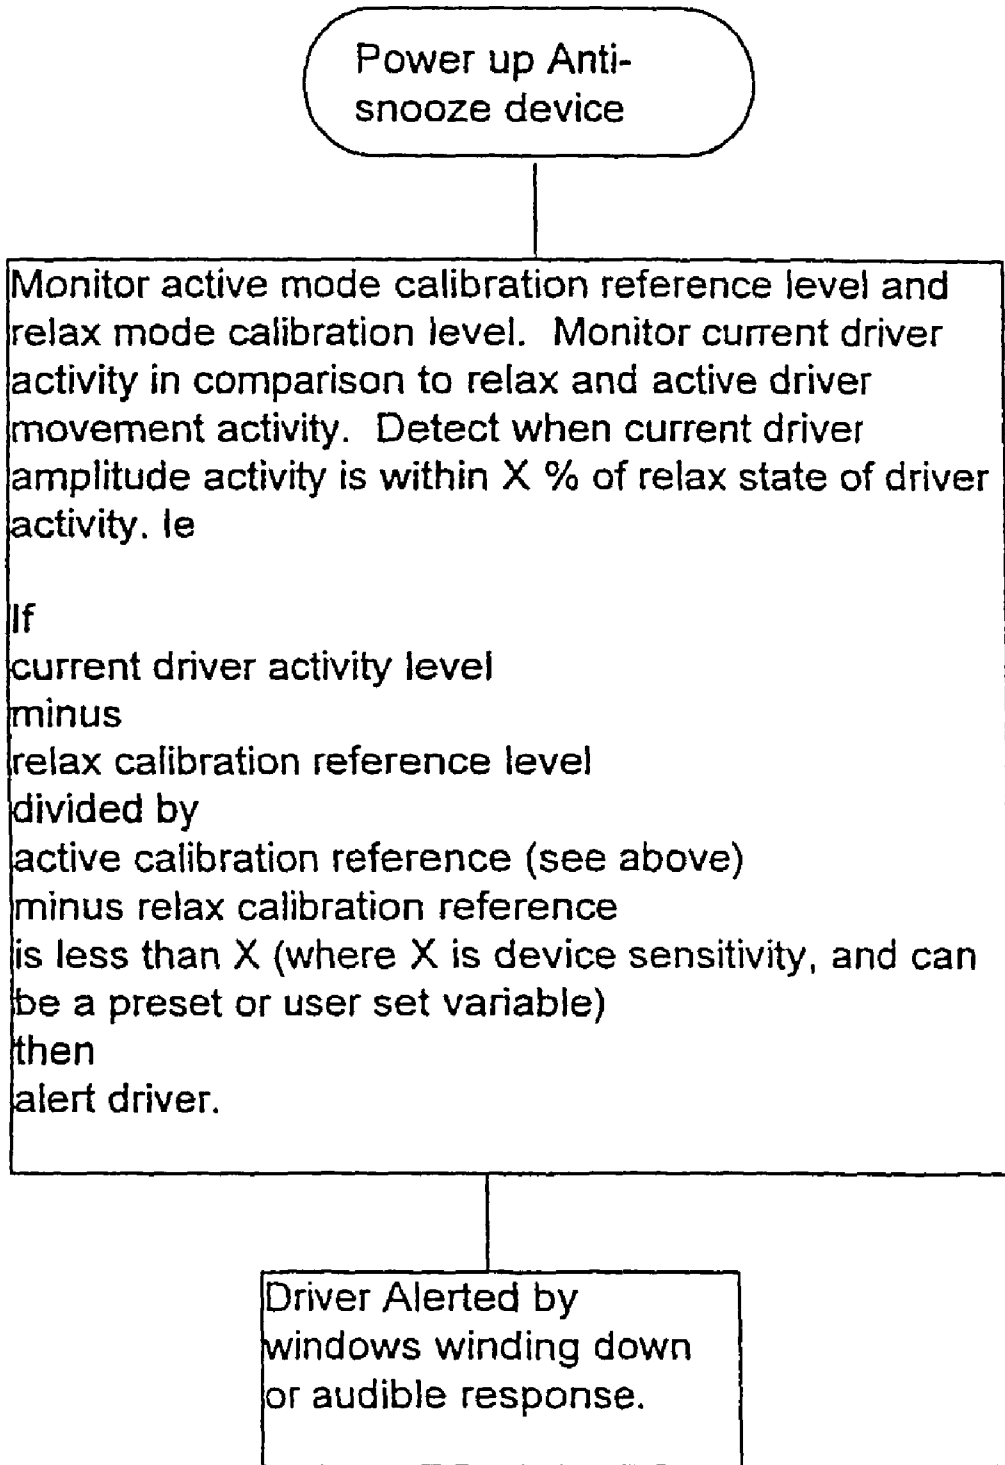 Power up Anti-
snooze device
Monitor active mode calibration reference level and
relax mode calibration level. Monitor current driver
activity in comparison to relax and active driver
movement activity. Detect when current driver
amplitude activity is within X % of relax state of driver
activity. Ie
If
current driver activity level
minus
relax calibration reference level
divided by
active calibration reference (see above)
minus relax calibration reference
is less than X (where X is device sensitivity, and can
be a preset or user set variable)
then
alert driver.
Driver Alerted by
windows winding down
or audible response.